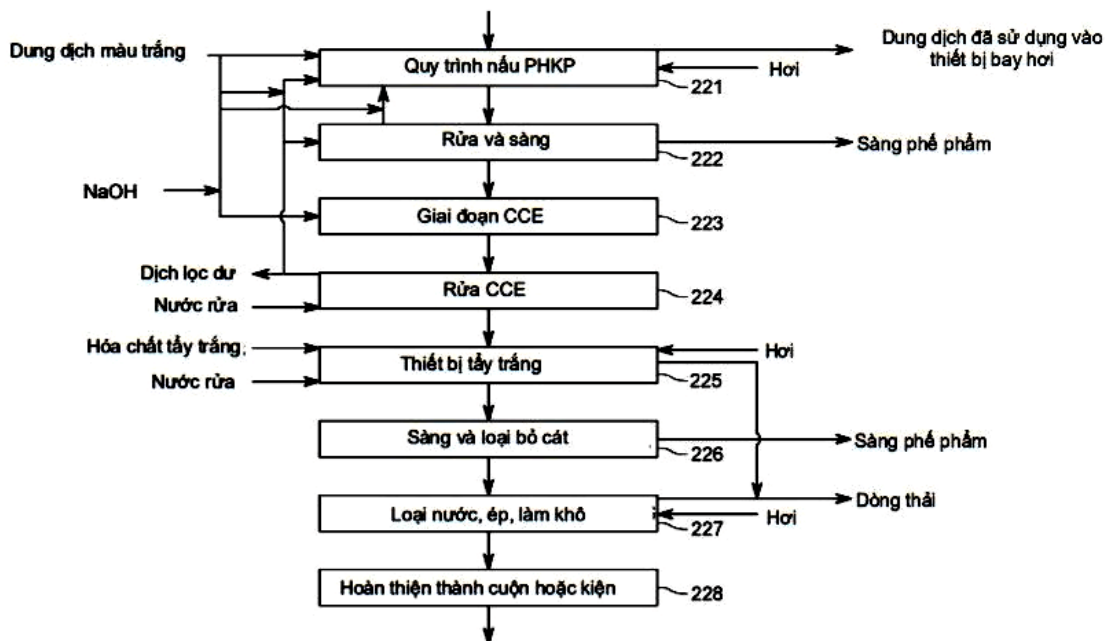 Dung dịch màu trắng
Quy trình nấu PHKP
Dung dịch đã sử dụng vào
thiết bị bay hơi
Hơi
221
Rửa và sàng
222
Sàng phế phẩm
NaOH
Giai đoạn CCE
223
Dịch lọc dư
Rửa CCE
224
Nước rửa
Hóa chất tẩy trắng;
Thiết bị tẩy trắng
Hơi
225
Nước rửa
Sàng và loại bỏ cát
226
Sàng phế phẩm
Loại nước, ép, làm khô
Dòng thải
Hơi
227
Hoàn thiện thành cuộn hoặc kiện
228